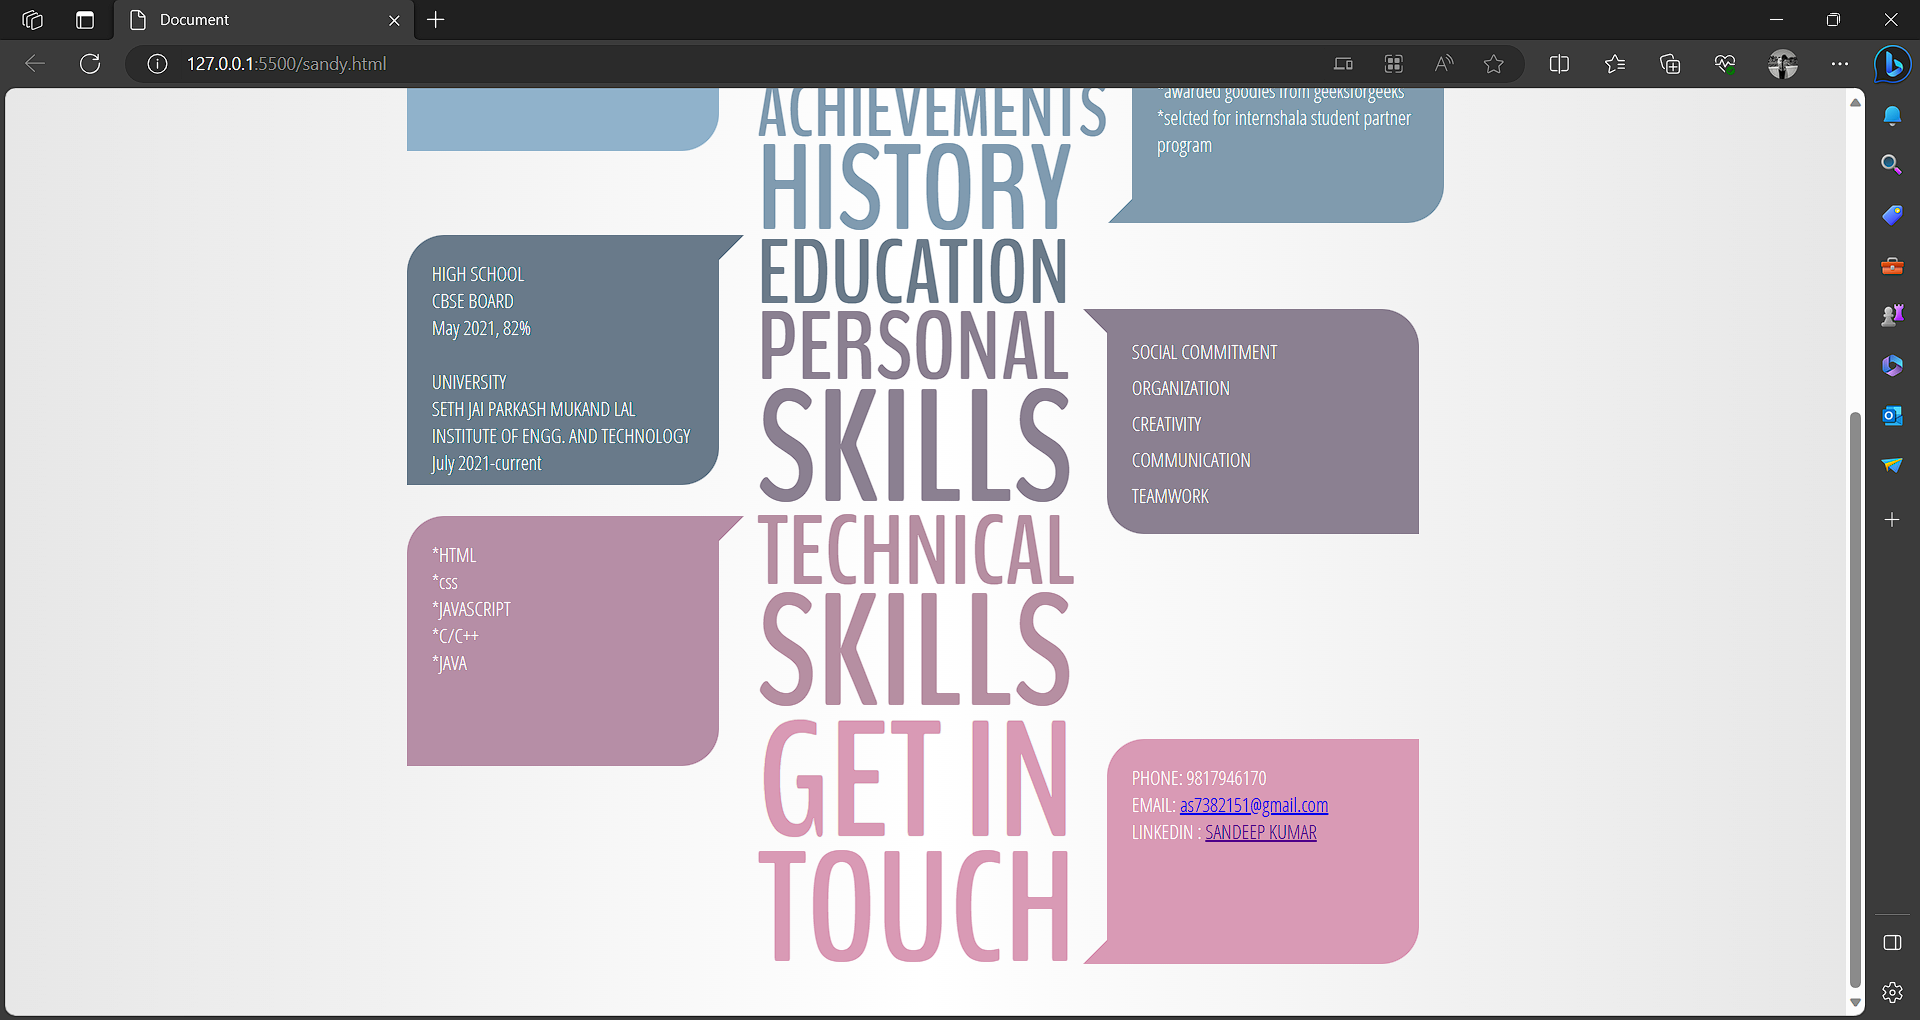 Document
127.0.0.1:5500/sandy.html
ACHIEVEMENTS
*awarded goodies from geeksforgeeks
*selcted for internshala student partner
program
HISTORY
EDUCATION
HIGH SCHOOL
CBSE BOARD
May 2021, 82%
UNIVERSITY
SETH JAI PARKASH MUKAND LAL
INSTITUTE OF ENGG. AND TECHNOLOGY
July 2021-current
PERSONAL
SKILLS
SOCIAL COMMITMENT
ORGANIZATION
CREATIVITY
COMMUNICATION
TEAMWORK
TECHNICAL
SKILLS
*HTML
*css
*JAVASCRIPT
*C/C++
*JAVA
GET IN
TOUCH
PHONE: 9817946170
EMAIL: as7382151@gmail.com
LINKEDIN : SANDEEP KUMAR